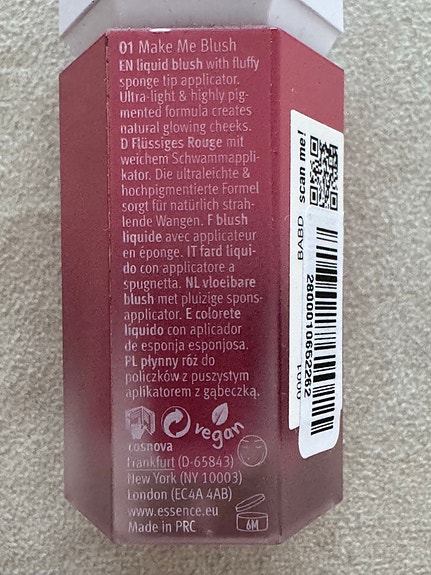 01 Make Me Blush
EN liquid blush with fluffy
sponge tip applicator.
Ultra-light & highly pig-
mented formula creates
natural glowing cheeks.
D Flüssiges Rouge mit
weichem Schwammappli-
kator. Die ultraleichte &
hochpigmentierte Formel
sorgt für natürlich strah-
lende Wangen. F blush
liquide avec applicateur
en éponge. IT fard liqui-
do con applicatore a
spugnetta. NL vloeibare
blush met pluizige spons-
applicator. E colorete
líquido con aplicador
de esponja esponjosa.
PL płynny róż do
policzków z puszystym
aplikatorem z gąbeczką.
vegan
cosnova
Frankfurt (D-65843)
New York (NY 10003)
London (EC4A 4AB)
www.essence.eu
Made in PRC
6M
scan me!
BABD
0001
2800010652262